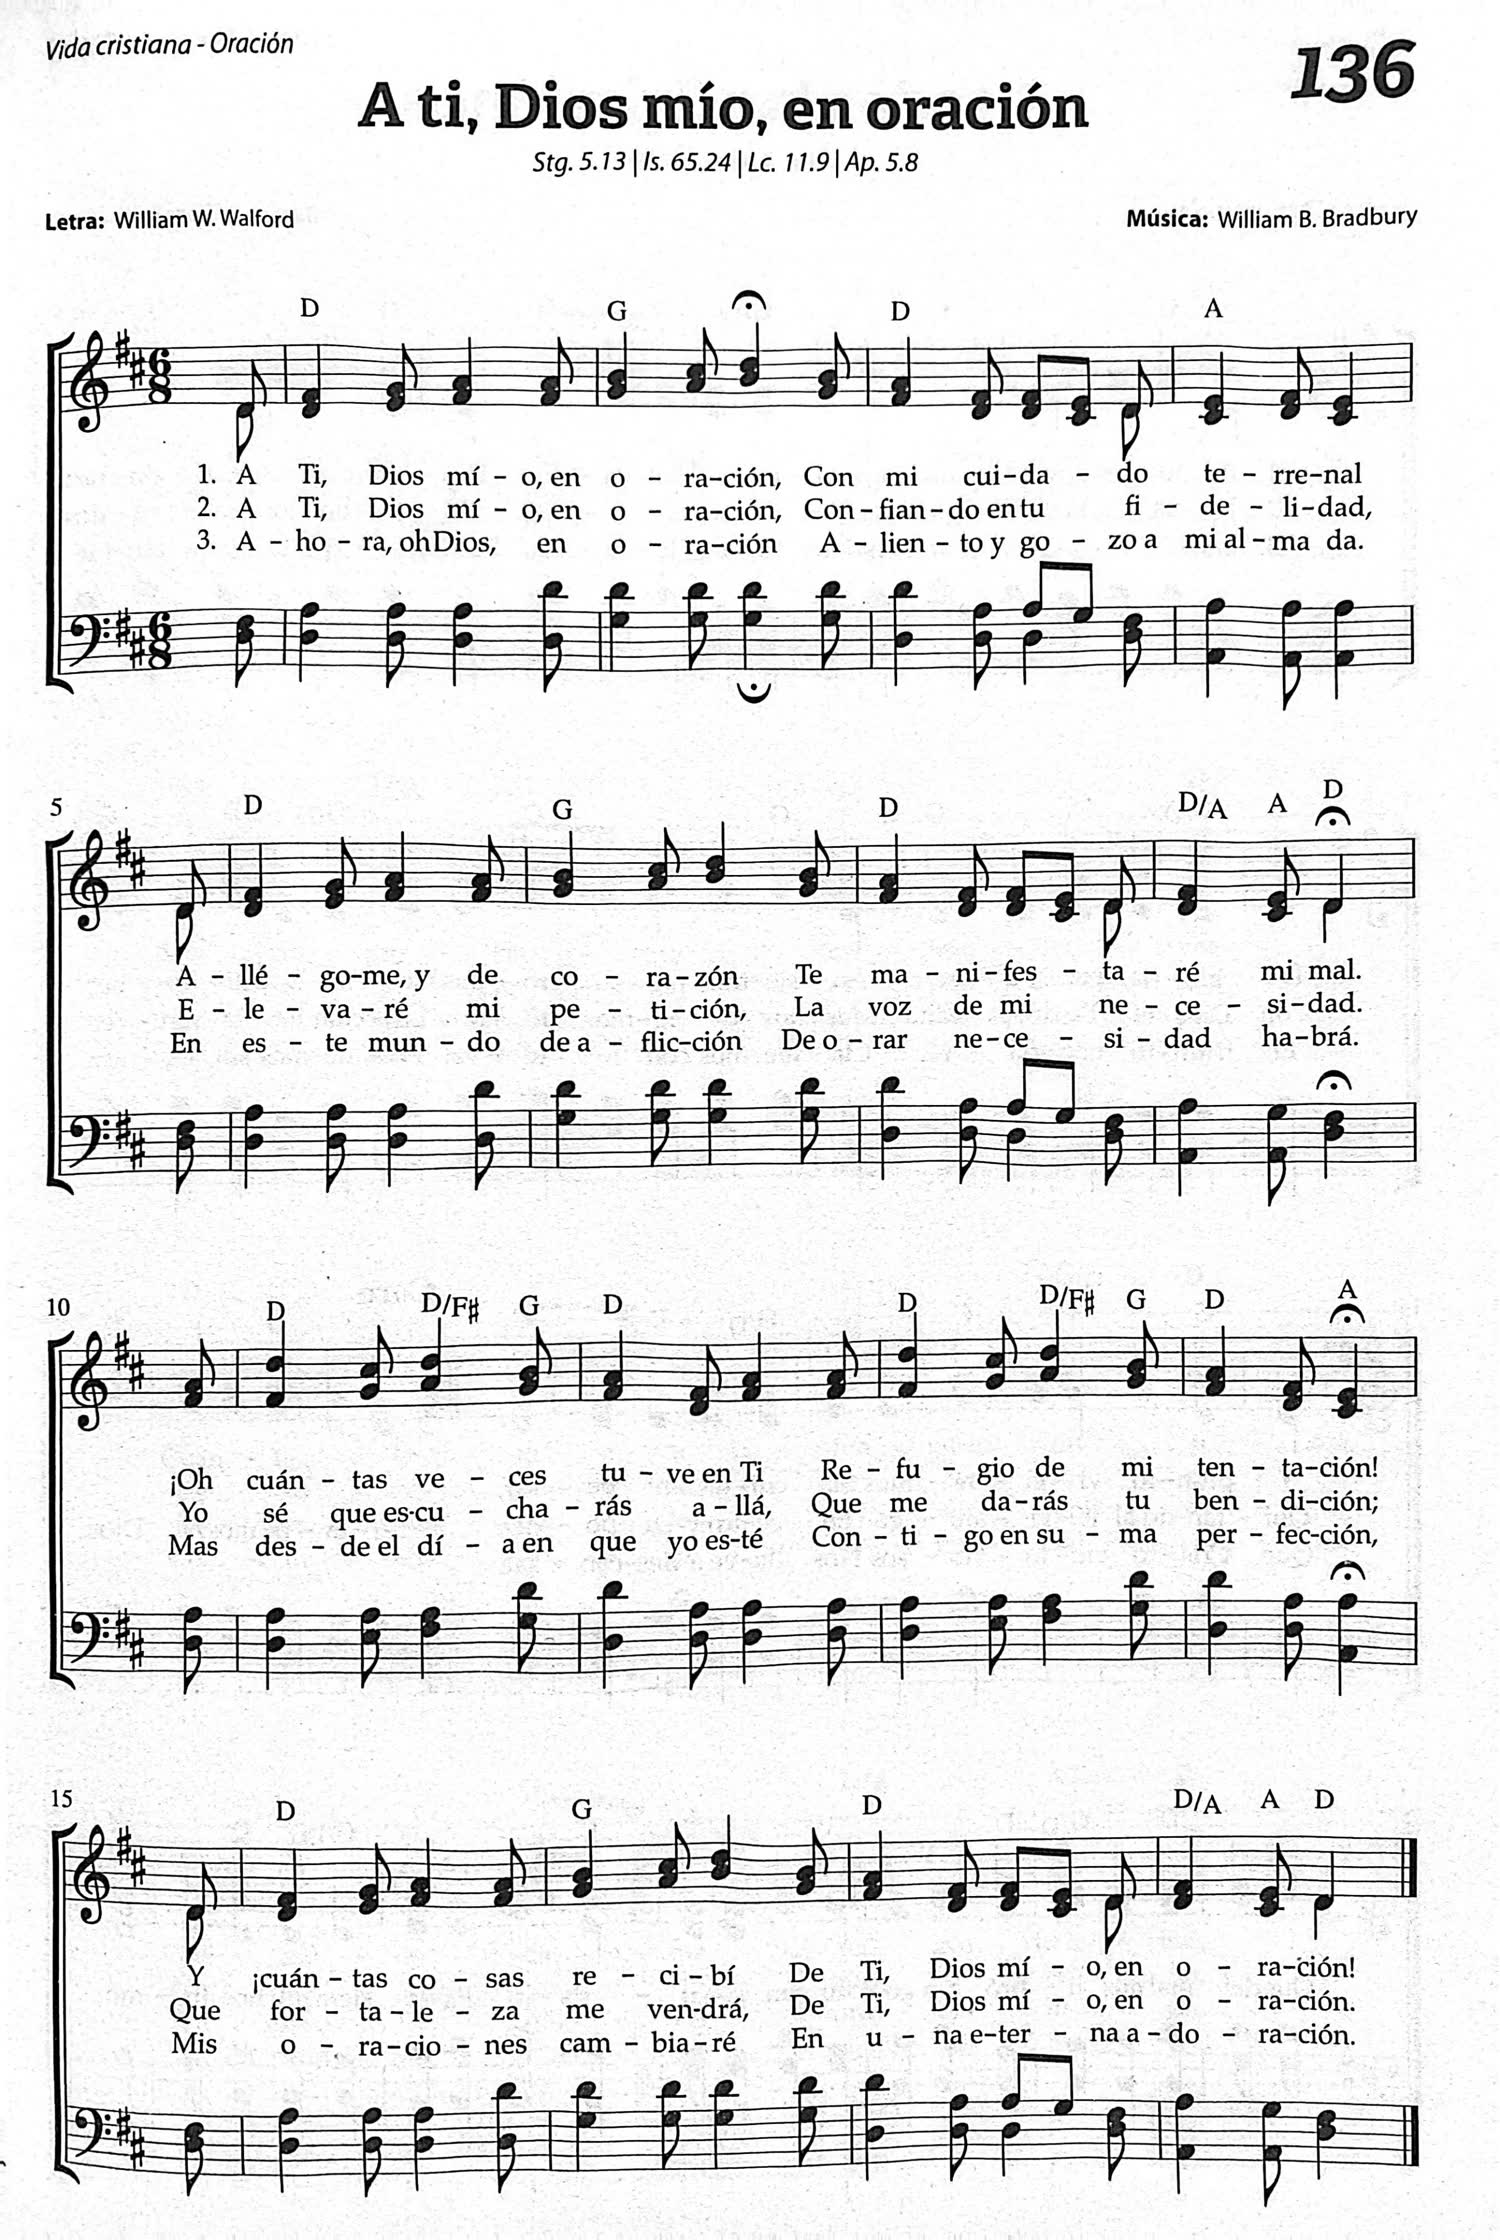 Vida cristiana - Oración
136
A ti, Dios mío, en oración
Stg. 5.13 | Is. 65.24 | Lc. 11.9 | Ap. 5.8
Letra: William W. Walford
Música: William B. Bradbury
D G D A
6 8
1. A Ti, Dios mí – o, en o – ra–ción, Con mi cui–da – do te – rre–nal
2. A Ti, Dios mí – o, en o – ra–ción, Con–fian–do en tu fi – de – li–dad,
3. A – ho – ra, oh Dios, en o – ra–ción A – lien – to y go – zo a mi al–ma da.
6 8
5
D G D D/A A D
A – llé – go–me, y de co – ra–zón Te ma – ni–fes – ta – ré mi mal.
E – le – va–ré mi pe – ti–ción, La voz de mi ne – ce – si–dad.
En es – te mun – do de a – flic–ción De o – rar ne–ce – si – dad ha–brá.
10
D D/F# G D D D/F# G D A
¡Oh cuán – tas ve – ces tu – ve en Ti Re – fu – gio de mi ten – ta–ción!
Yo sé que es-cu – cha – rás a – llá, Que me da–rás tu ben – di–ción;
Mas des – de el dí – a en que yo es-té Con – ti – go en su – ma per – fec–ción,
15
D G D D/A A D
Y ¡cuán – tas co – sas re – ci – bí De Ti, Dios mí – o, en o – ra–ción!
Que for – ta – le – za me ven-drá, De Ti, Dios mí – o, en o – ra–ción.
Mis o – ra–cio – nes cam – bia–ré En u – na e–ter – na a – do – ra–ción.